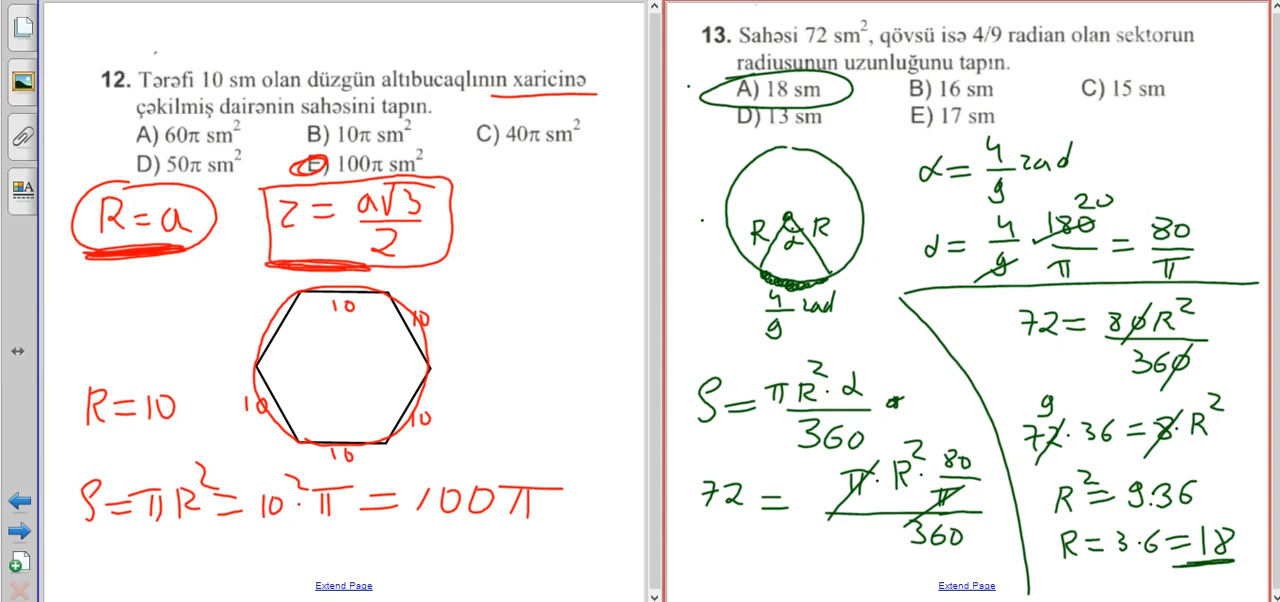 12. Tərəfi 10 sm olan düzgün altıbucaqlının xaricinə
çəkilmiş dairənin sahəsini tapın.
A) 60π sm² B) 10π sm² C) 40π sm²
D) 50π sm² E) 100π sm²
R = a
r = a√3/2
10
10
10
10
10
R = 10
S = πR² = 10²·π = 100π
Extend Page
13. Sahəsi 72 sm², qövsü isə 4/9 radian olan sektorun
radiusunun uzunluğunu tapın.
A) 18 sm B) 16 sm C) 15 sm
D) 13 sm E) 17 sm
α = 4/9 rad
R R
α
4/9 rad
α = 4/9 · 180/π = 80/π
20
S = πR²·α/360
72 = π·R²·80/π/360
72 = 80R²/360
9
72·36 = 8·R²
R² = 9·36
R = 3·6 = 18
Extend Page